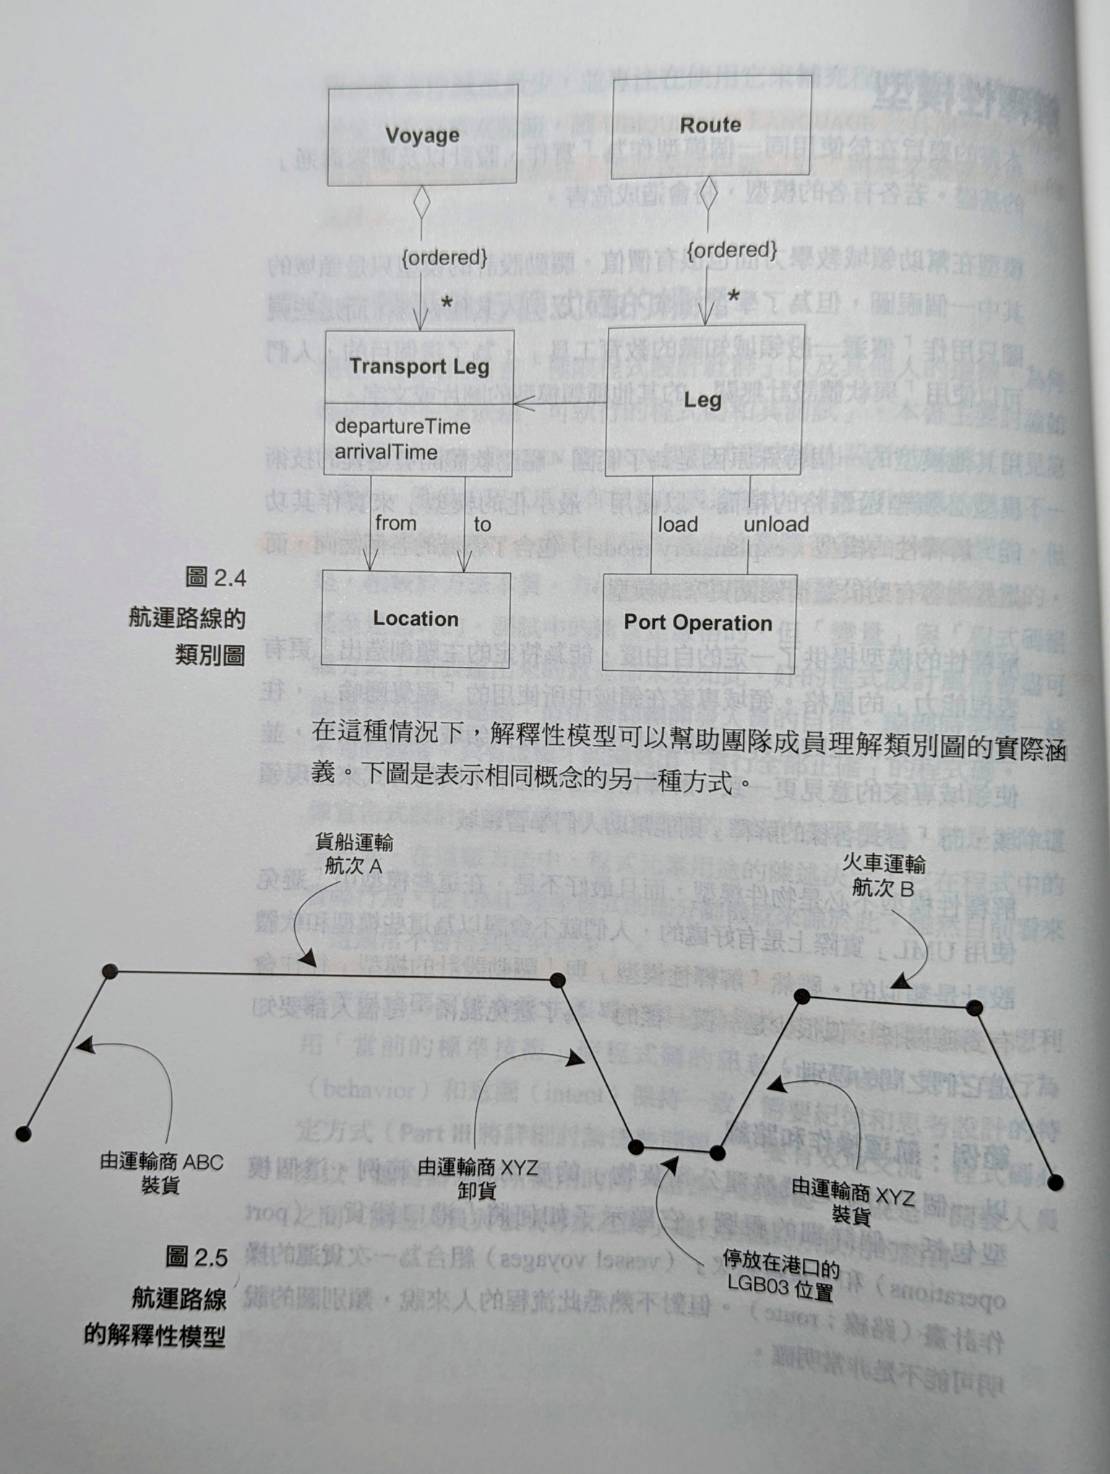 Voyage
Route
{ordered}
{ordered}
*
*
Transport Leg
departureTime
arrivalTime
Leg
from
to
load
unload
Location
Port Operation
圖 2.4
航運路線的
類別圖
在這種情況下，解釋性模型可以幫助團隊成員理解類別圖的實際涵
義。下圖是表示相同概念的另一種方式。
貨船運輸
航次 A
火車運輸
航次 B
由運輸商 ABC
裝貨
由運輸商 XYZ
卸貨
由運輸商 XYZ
裝貨
停放在港口的
LGB03 位置
圖 2.5
航運路線
的解釋性模型